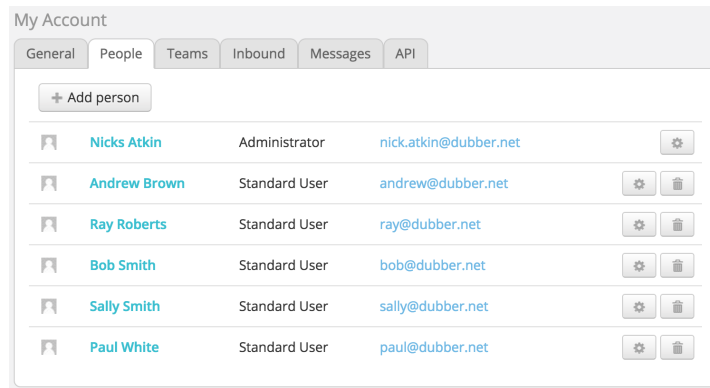 My Account
General People Teams Inbound Messages API
+ Add person
Nicks Atkin Administrator nick.atkin@dubber.net
Andrew Brown Standard User andrew@dubber.net
Ray Roberts Standard User ray@dubber.net
Bob Smith Standard User bob@dubber.net
Sally Smith Standard User sally@dubber.net
Paul White Standard User paul@dubber.net